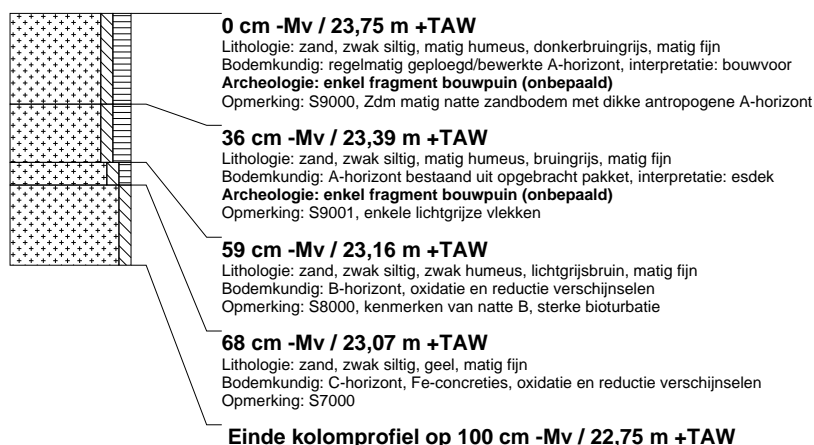 0 cm -Mv / 23,75 m +TAW
Lithologie: zand, zwak siltig, matig humeus, donkerbruingrijs, matig fijn
Bodemkundig: regelmatig geploegd/bewerkte A-horizont, interpretatie: bouwvoor
Archeologie: enkel fragment bouwpuin (onbepaald)
Opmerking: S9000, Zdm matig natte zandbodem met dikke antropogene A-horizont
36 cm -Mv / 23,39 m +TAW
Lithologie: zand, zwak siltig, matig humeus, bruingrijs, matig fijn
Bodemkundig: A-horizont bestaand uit opgebracht pakket, interpretatie: esdek
Archeologie: enkel fragment bouwpuin (onbepaald)
Opmerking: S9001, enkele lichtgrijze vlekken
59 cm -Mv / 23,16 m +TAW
Lithologie: zand, zwak siltig, zwak humeus, lichtgrijsbruin, matig fijn
Bodemkundig: B-horizont, oxidatie en reductie verschijnselen
Opmerking: S8000, kenmerken van natte B, sterke bioturbatie
68 cm -Mv / 23,07 m +TAW
Lithologie: zand, zwak siltig, geel, matig fijn
Bodemkundig: C-horizont, Fe-concreties, oxidatie en reductie verschijnselen
Opmerking: S7000
Einde kolomprofiel op 100 cm -Mv / 22,75 m +TAW